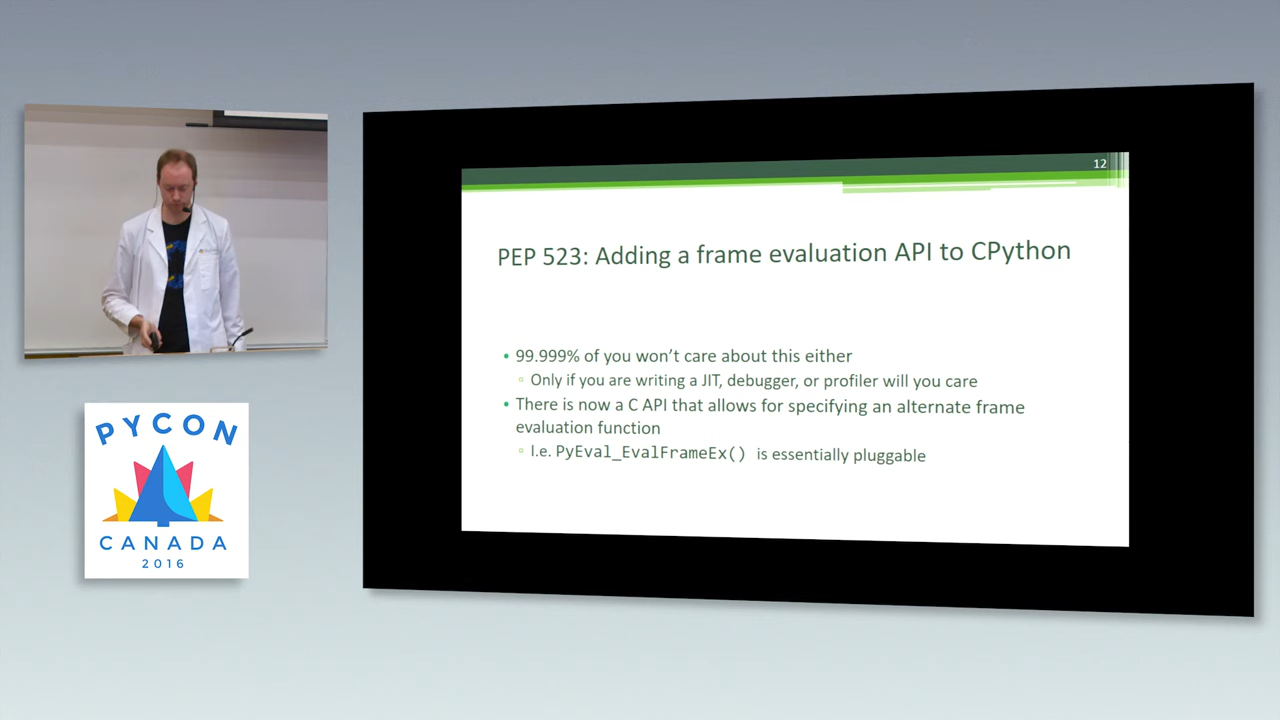 12
PEP 523: Adding a frame evaluation API to CPython
• 99.999% of you won't care about this either
▫ Only if you are writing a JIT, debugger, or profiler will you care
• There is now a C API that allows for specifying an alternate frame
evaluation function
▫ I.e. PyEval_EvalFrameEx() is essentially pluggable
PYCON
CANADA
2016